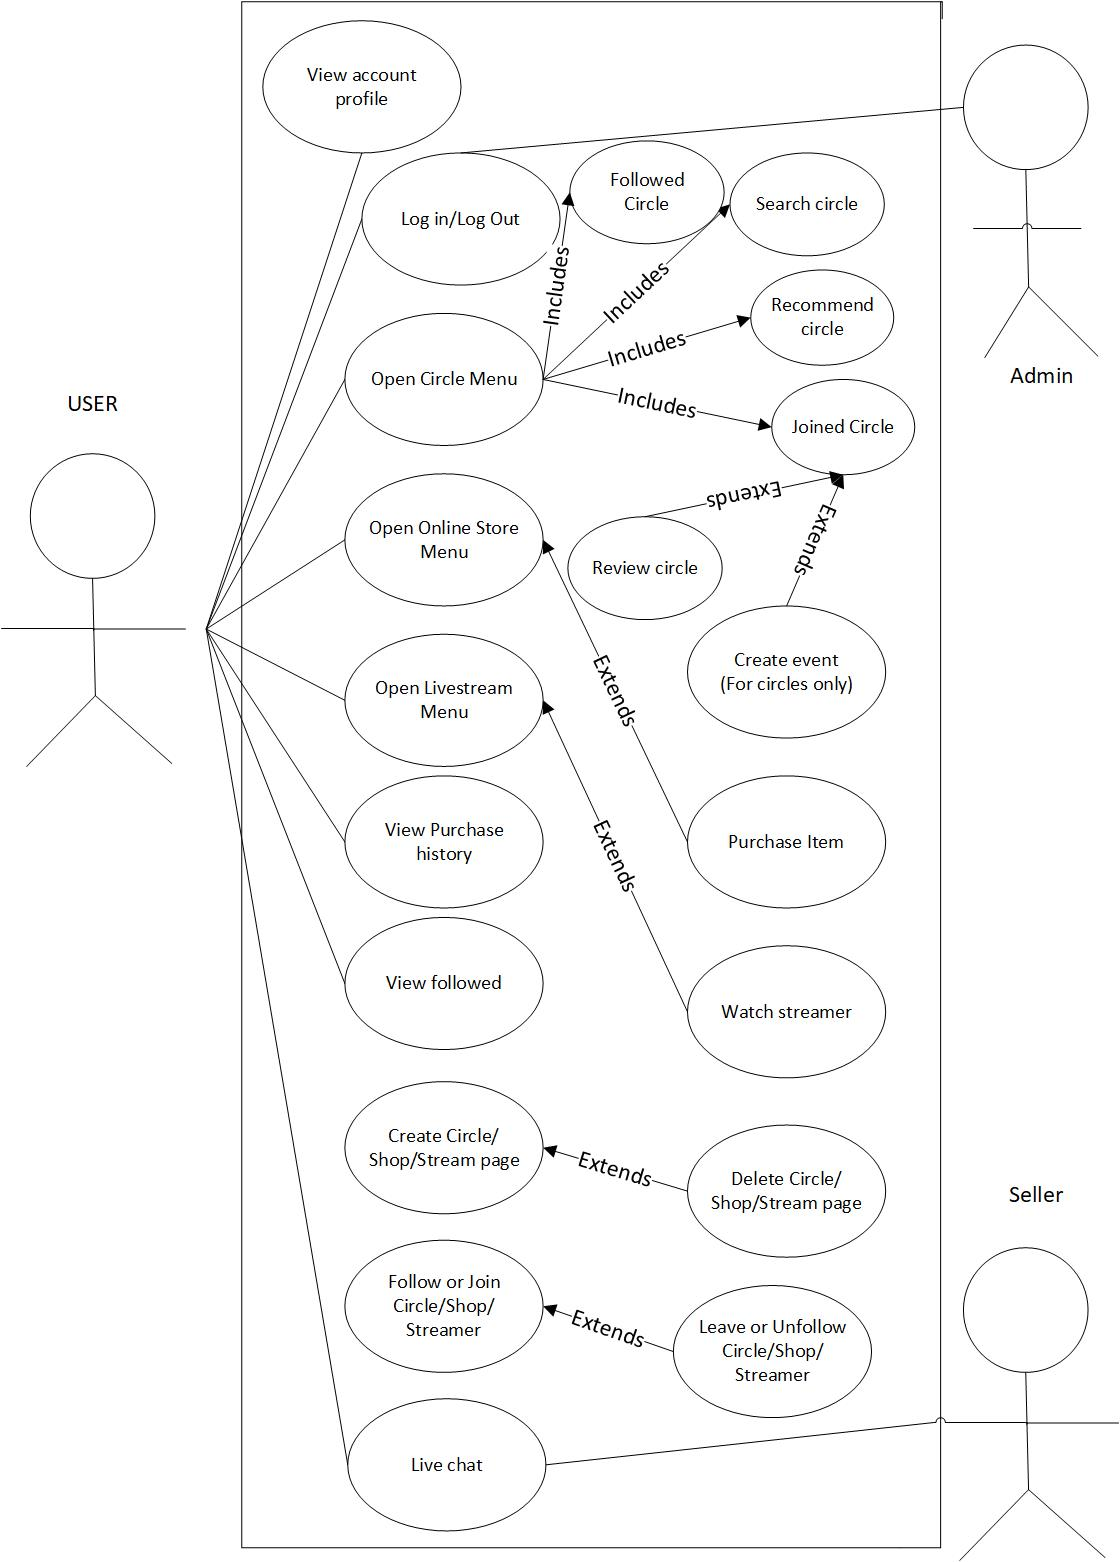 View account
profile
Log in/Log Out
Followed
Circle
Search circle
Includes
Includes
Recommend
circle
Includes
Open Circle Menu
Admin
USER
Includes
Joined Circle
Extends
Extends
Open Online Store
Menu
Review circle
Create event
(For circles only)
Extends
Open Livestream
Menu
View Purchase
history
Purchase Item
Extends
View followed
Watch streamer
Create Circle/
Shop/Stream page
Extends
Delete Circle/
Shop/Stream page
Seller
Follow or Join
Circle/Shop/
Streamer
Extends
Leave or Unfollow
Circle/Shop/
Streamer
Live chat